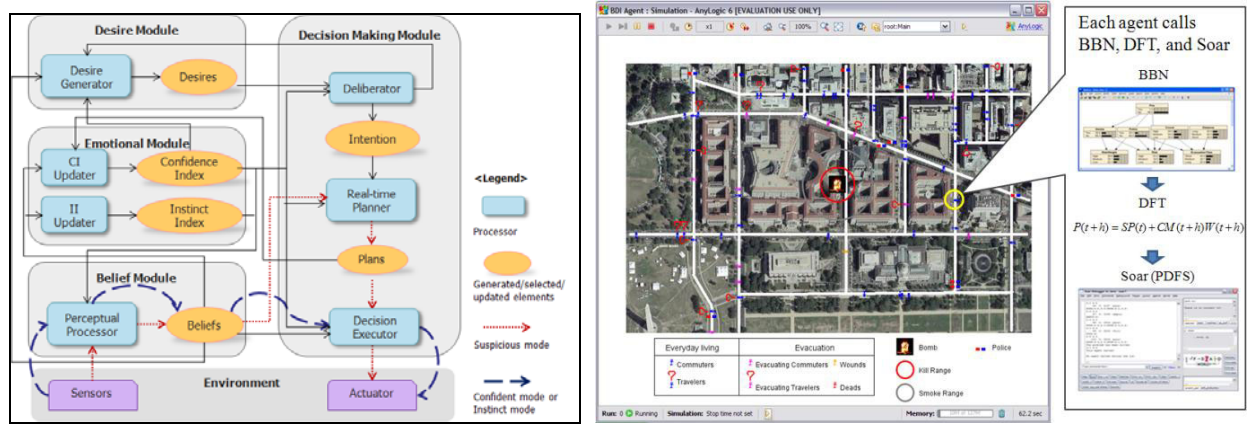 Desire Module
Desire
Generator
Desires
Decision Making Module
Deliberator
Intention
Real-time
Planner
Plans
Decision
Executor
Emotional Module
CI
Updater
Confidence
Index
II
Updater
Instinct
Index
Belief Module
Perceptual
Processor
Beliefs
Environment
Sensors
Actuator
<Legend>
Processor
Generated/selected/
updated elements
Suspicious mode
Confident mode or
Instinct mode
BDI Agent : Simulation - AnyLogic 6 [EVALUATION USE ONLY]
x1
100%
root:Main
AnyLogic
Everyday living
Commuters
Travelers
Evacuation
Evacuating Commuters
Wounds
Evacuating Travelers
Deads
Bomb
Police
Kill Range
Smoke Range
Run: 0
Running
Simulation: Stop time not set
Memory:
62.2 sec
Each agent calls
BBN, DFT, and Soar
BBN
DFT
P(t+h) = SP(t)+CM(t+h)W(t+h)
Soar (PDFS)